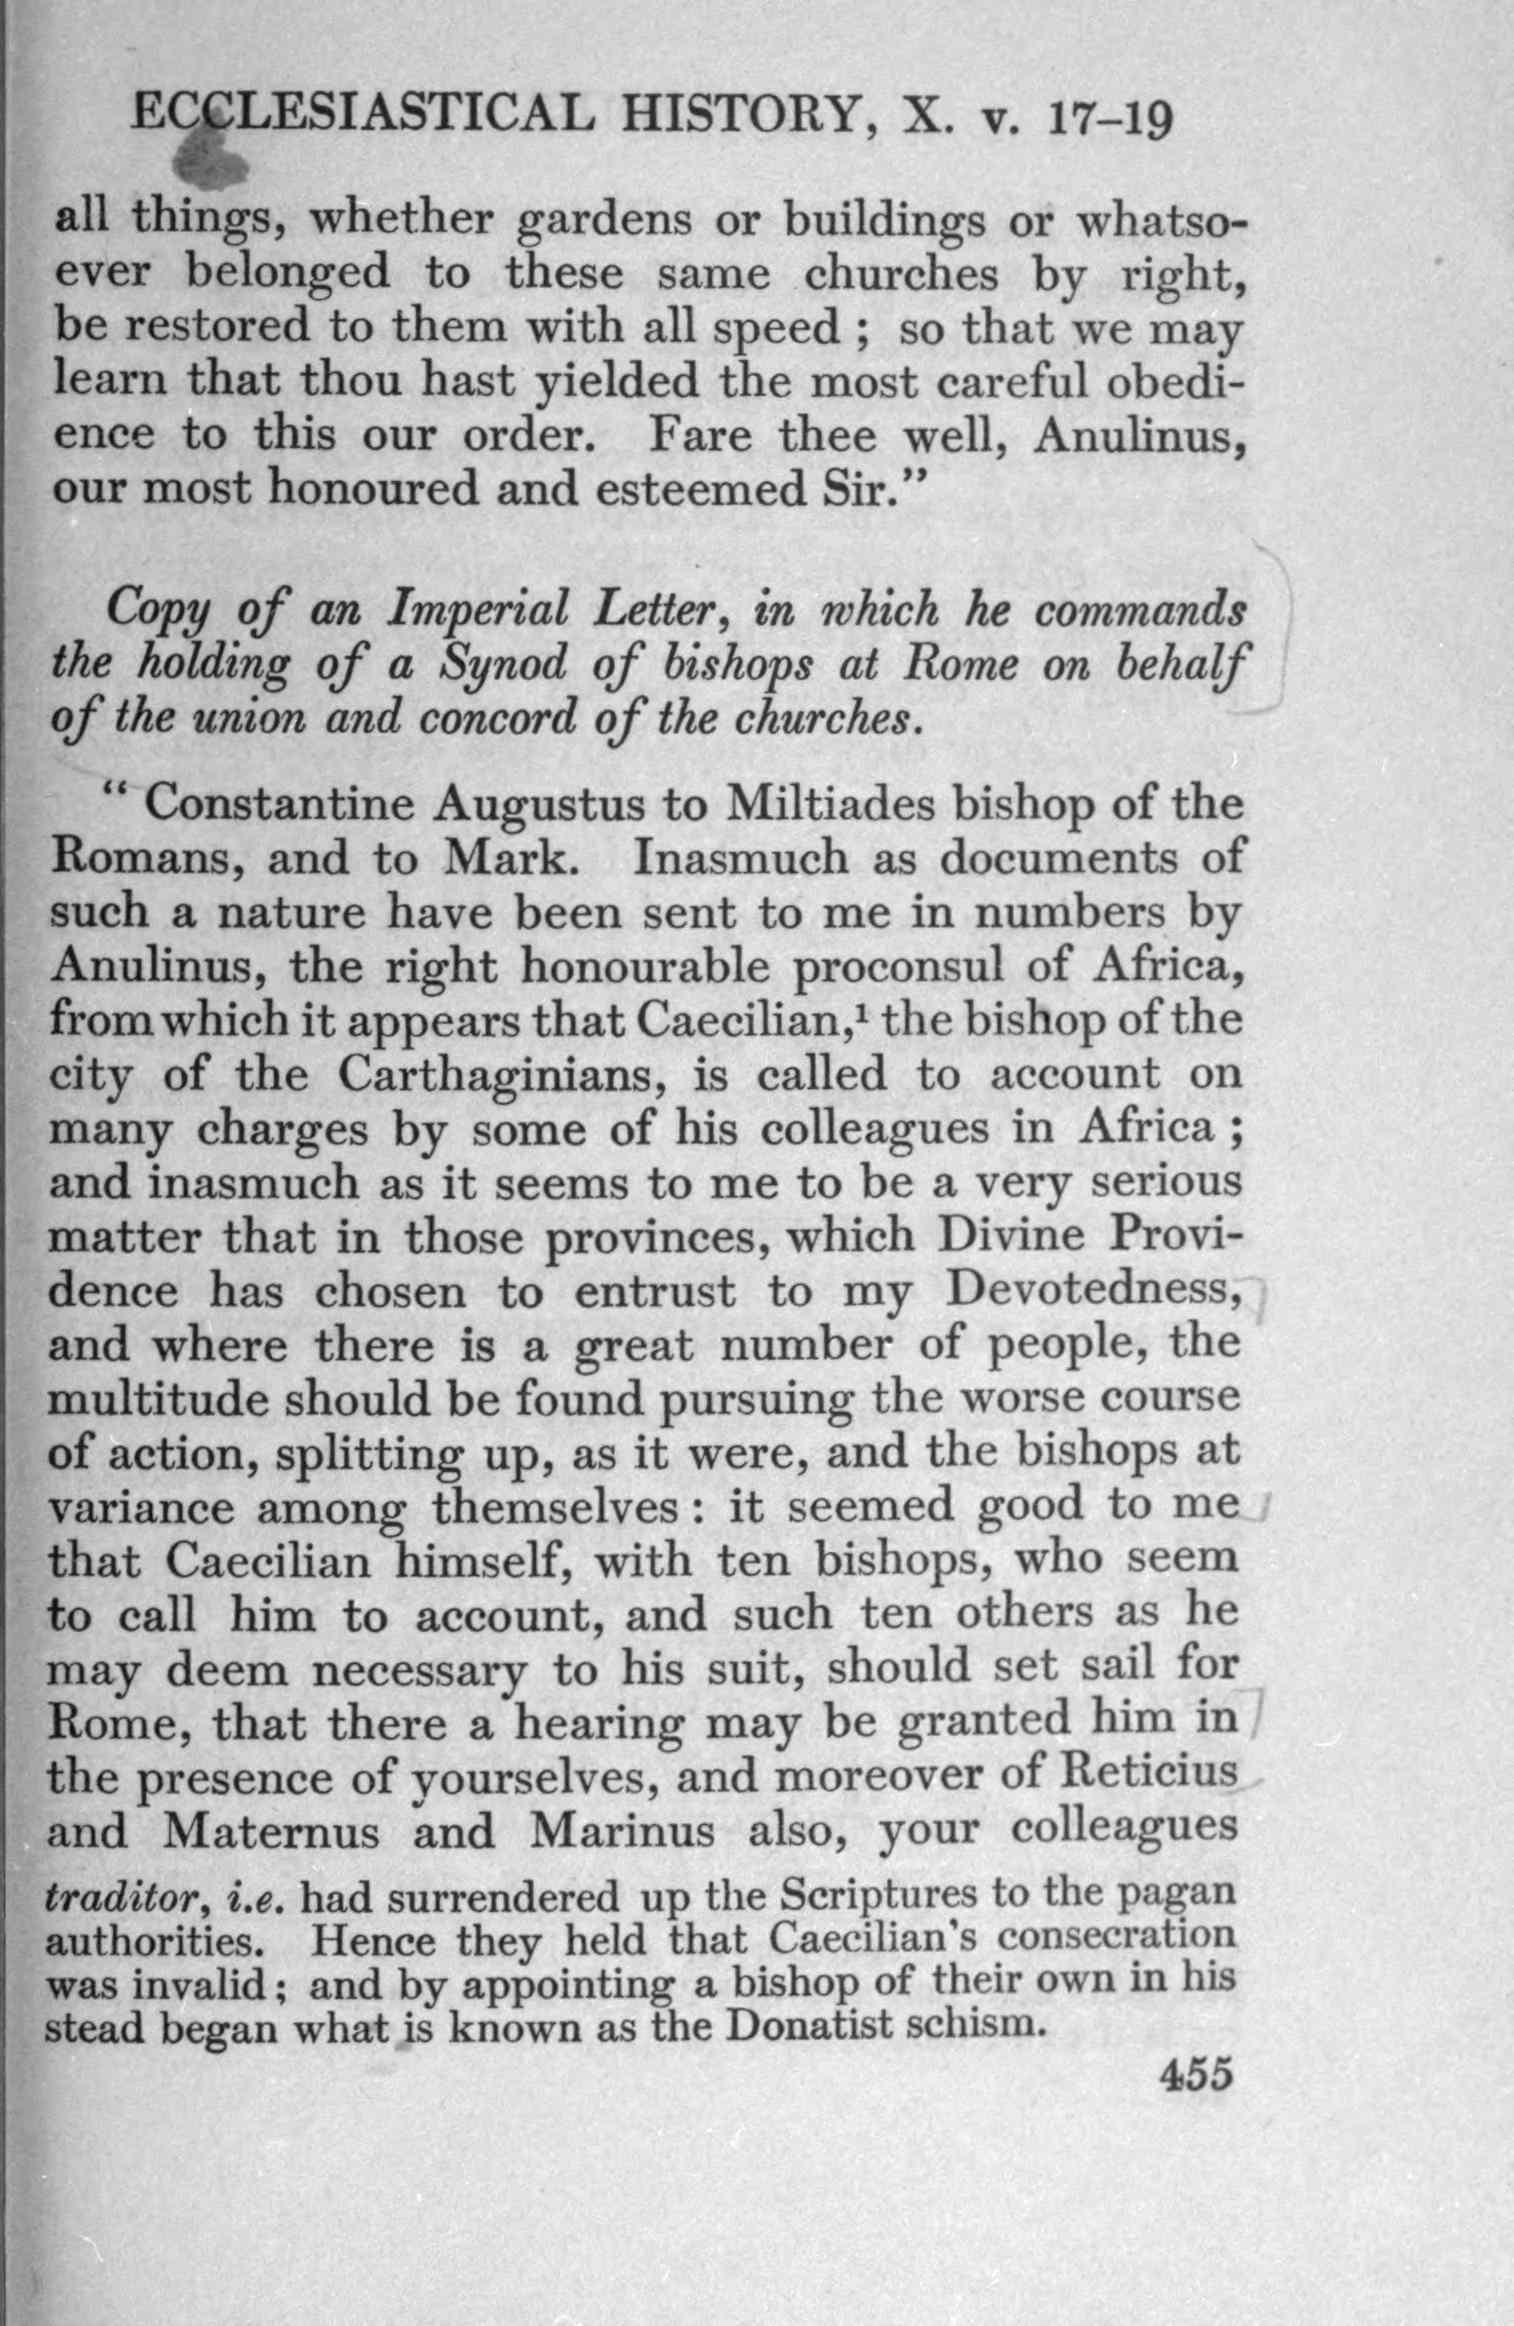 ECCLESIASTICAL HISTORY, X. v. 17–19
all things, whether gardens or buildings or whatso-
ever belonged to these same churches by right,
be restored to them with all speed ; so that we may
learn that thou hast yielded the most careful obedi-
ence to this our order. Fare thee well, Anulinus,
our most honoured and esteemed Sir.”
Copy of an Imperial Letter, in which he commands
the holding of a Synod of bishops at Rome on behalf
of the union and concord of the churches.
“ Constantine Augustus to Miltiades bishop of the
Romans, and to Mark. Inasmuch as documents of
such a nature have been sent to me in numbers by
Anulinus, the right honourable proconsul of Africa,
from which it appears that Caecilian,¹ the bishop of the
city of the Carthaginians, is called to account on
many charges by some of his colleagues in Africa ;
and inasmuch as it seems to me to be a very serious
matter that in those provinces, which Divine Provi-
dence has chosen to entrust to my Devotedness,
and where there is a great number of people, the
multitude should be found pursuing the worse course
of action, splitting up, as it were, and the bishops at
variance among themselves : it seemed good to me
that Caecilian himself, with ten bishops, who seem
to call him to account, and such ten others as he
may deem necessary to his suit, should set sail for
Rome, that there a hearing may be granted him in
the presence of yourselves, and moreover of Reticius
and Maternus and Marinus also, your colleagues
traditor, i.e. had surrendered up the Scriptures to the pagan
authorities. Hence they held that Caecilian's consecration
was invalid ; and by appointing a bishop of their own in his
stead began what is known as the Donatist schism.
455